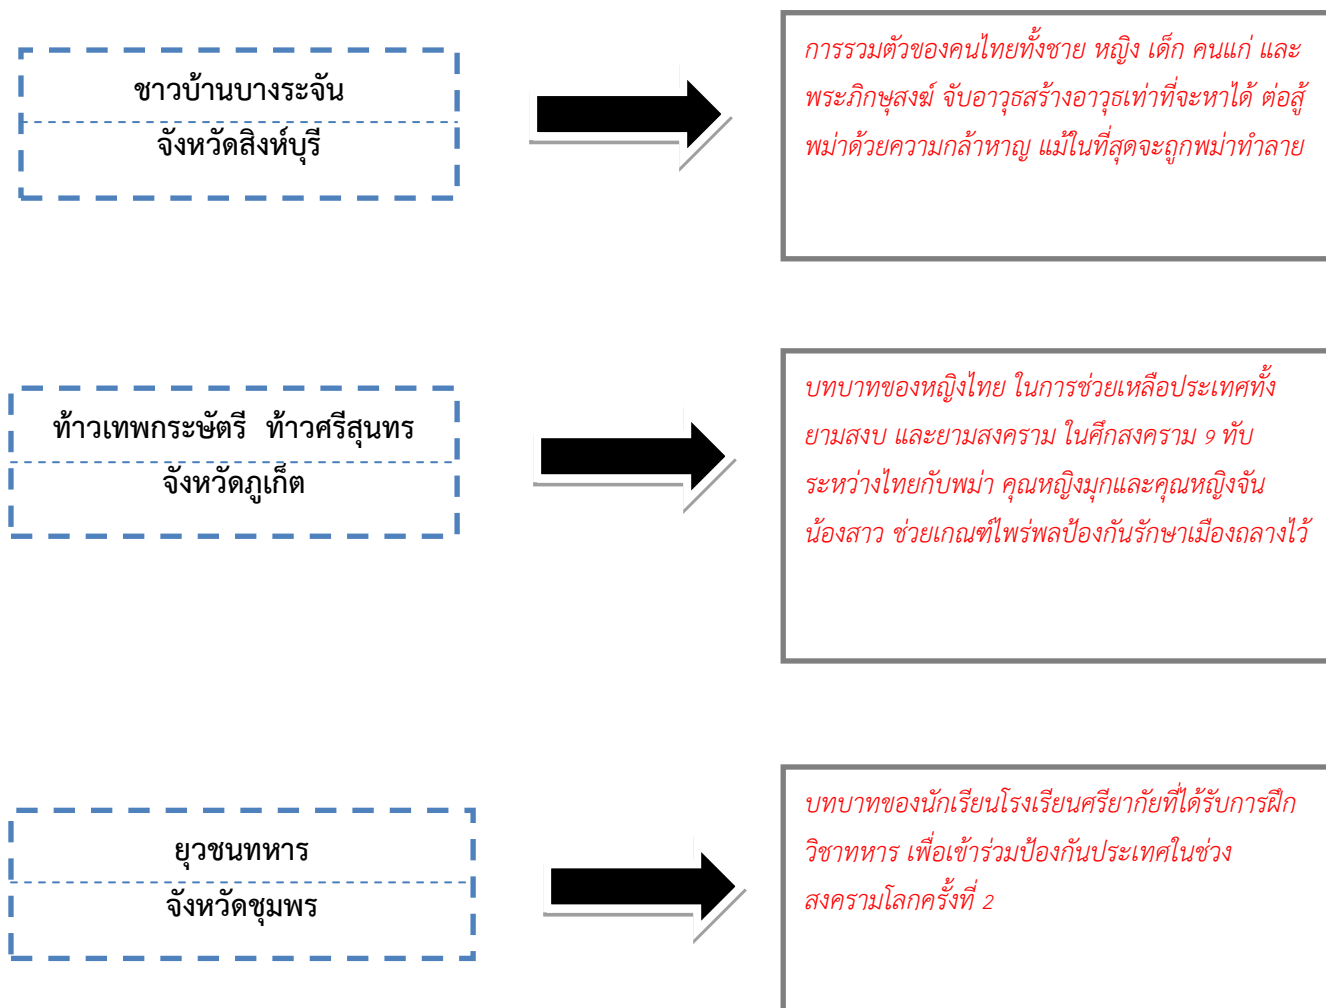 ชาวบ้านบางระจัน
จังหวัดสิงห์บุรี
การรวมตัวของคนไทยทั้งชาย หญิง เด็ก คนแก่ และ
พระภิกษุสงฆ์ จับอาวุธสร้างอาวุธเท่าที่จะหาได้ ต่อสู้
พม่าด้วยความกล้าหาญ แม้ในที่สุดจะถูกพม่าทำลาย
ท้าวเทพกระษัตรี ท้าวศรีสุนทร
จังหวัดภูเก็ต
บทบาทของหญิงไทย ในการช่วยเหลือประเทศทั้ง
ยามสงบ และยามสงคราม ในศึกสงคราม 9 ทับ
ระหว่างไทยกับพม่า คุณหญิงมุกและคุณหญิงจัน
น้องสาว ช่วยเกณฑ์ไพร่พลป้องกันรักษาเมืองถลางไว้
ยุวชนทหาร
จังหวัดชุมพร
บทบาทของนักเรียนโรงเรียนศรียากัยที่ได้รับการฝึก
วิชาทหาร เพื่อเข้าร่วมป้องกันประเทศในช่วง
สงครามโลกครั้งที่ 2